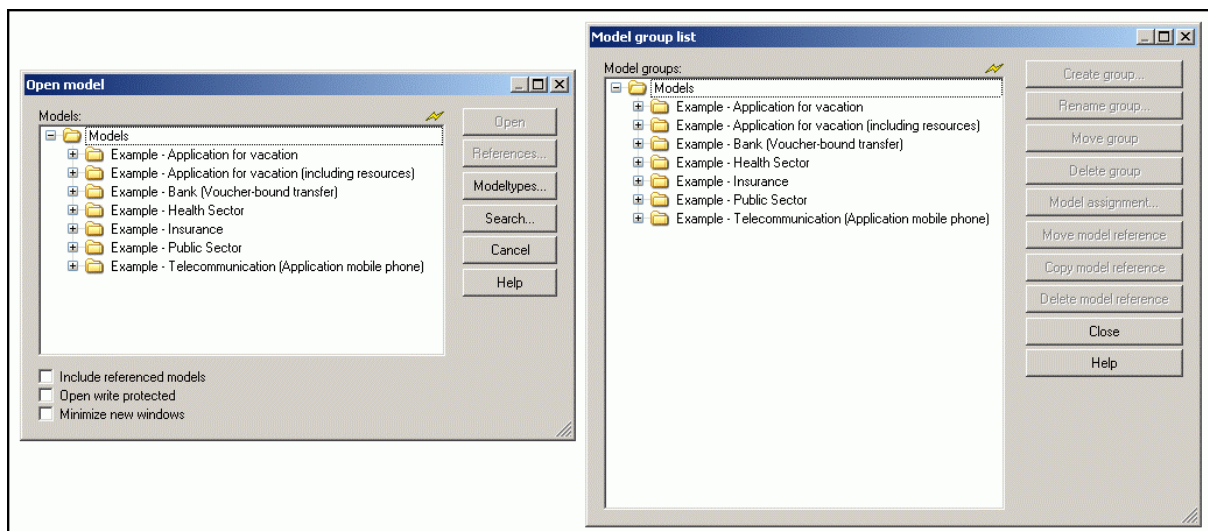 Open model
Models:
Models
Example - Application for vacation
Example - Application for vacation (including resources)
Example - Bank (Voucher-bound transfer)
Example - Health Sector
Example - Insurance
Example - Public Sector
Example - Telecommunication (Application mobile phone)
Open
References...
Modeltypes...
Search...
Cancel
Help
Include referenced models
Open write protected
Minimize new windows
Model group list
Model groups:
Models
Example - Application for vacation
Example - Application for vacation (including resources)
Example - Bank (Voucher-bound transfer)
Example - Health Sector
Example - Insurance
Example - Public Sector
Example - Telecommunication (Application mobile phone)
Create group...
Rename group...
Move group
Delete group
Model assignment...
Move model reference
Copy model reference
Delete model reference
Close
Help